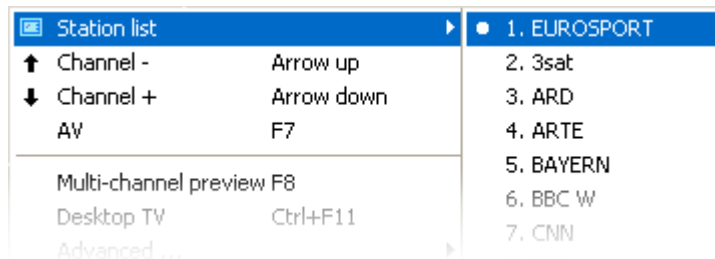 Station list
Channel - Arrow up
Channel + Arrow down
AV F7
Multi-channel preview F8
Desktop TV Ctrl+F11
Advanced ...
1. EUROSPORT
2. 3sat
3. ARD
4. ARTE
5. BAYERN
6. BBC W
7. CNN